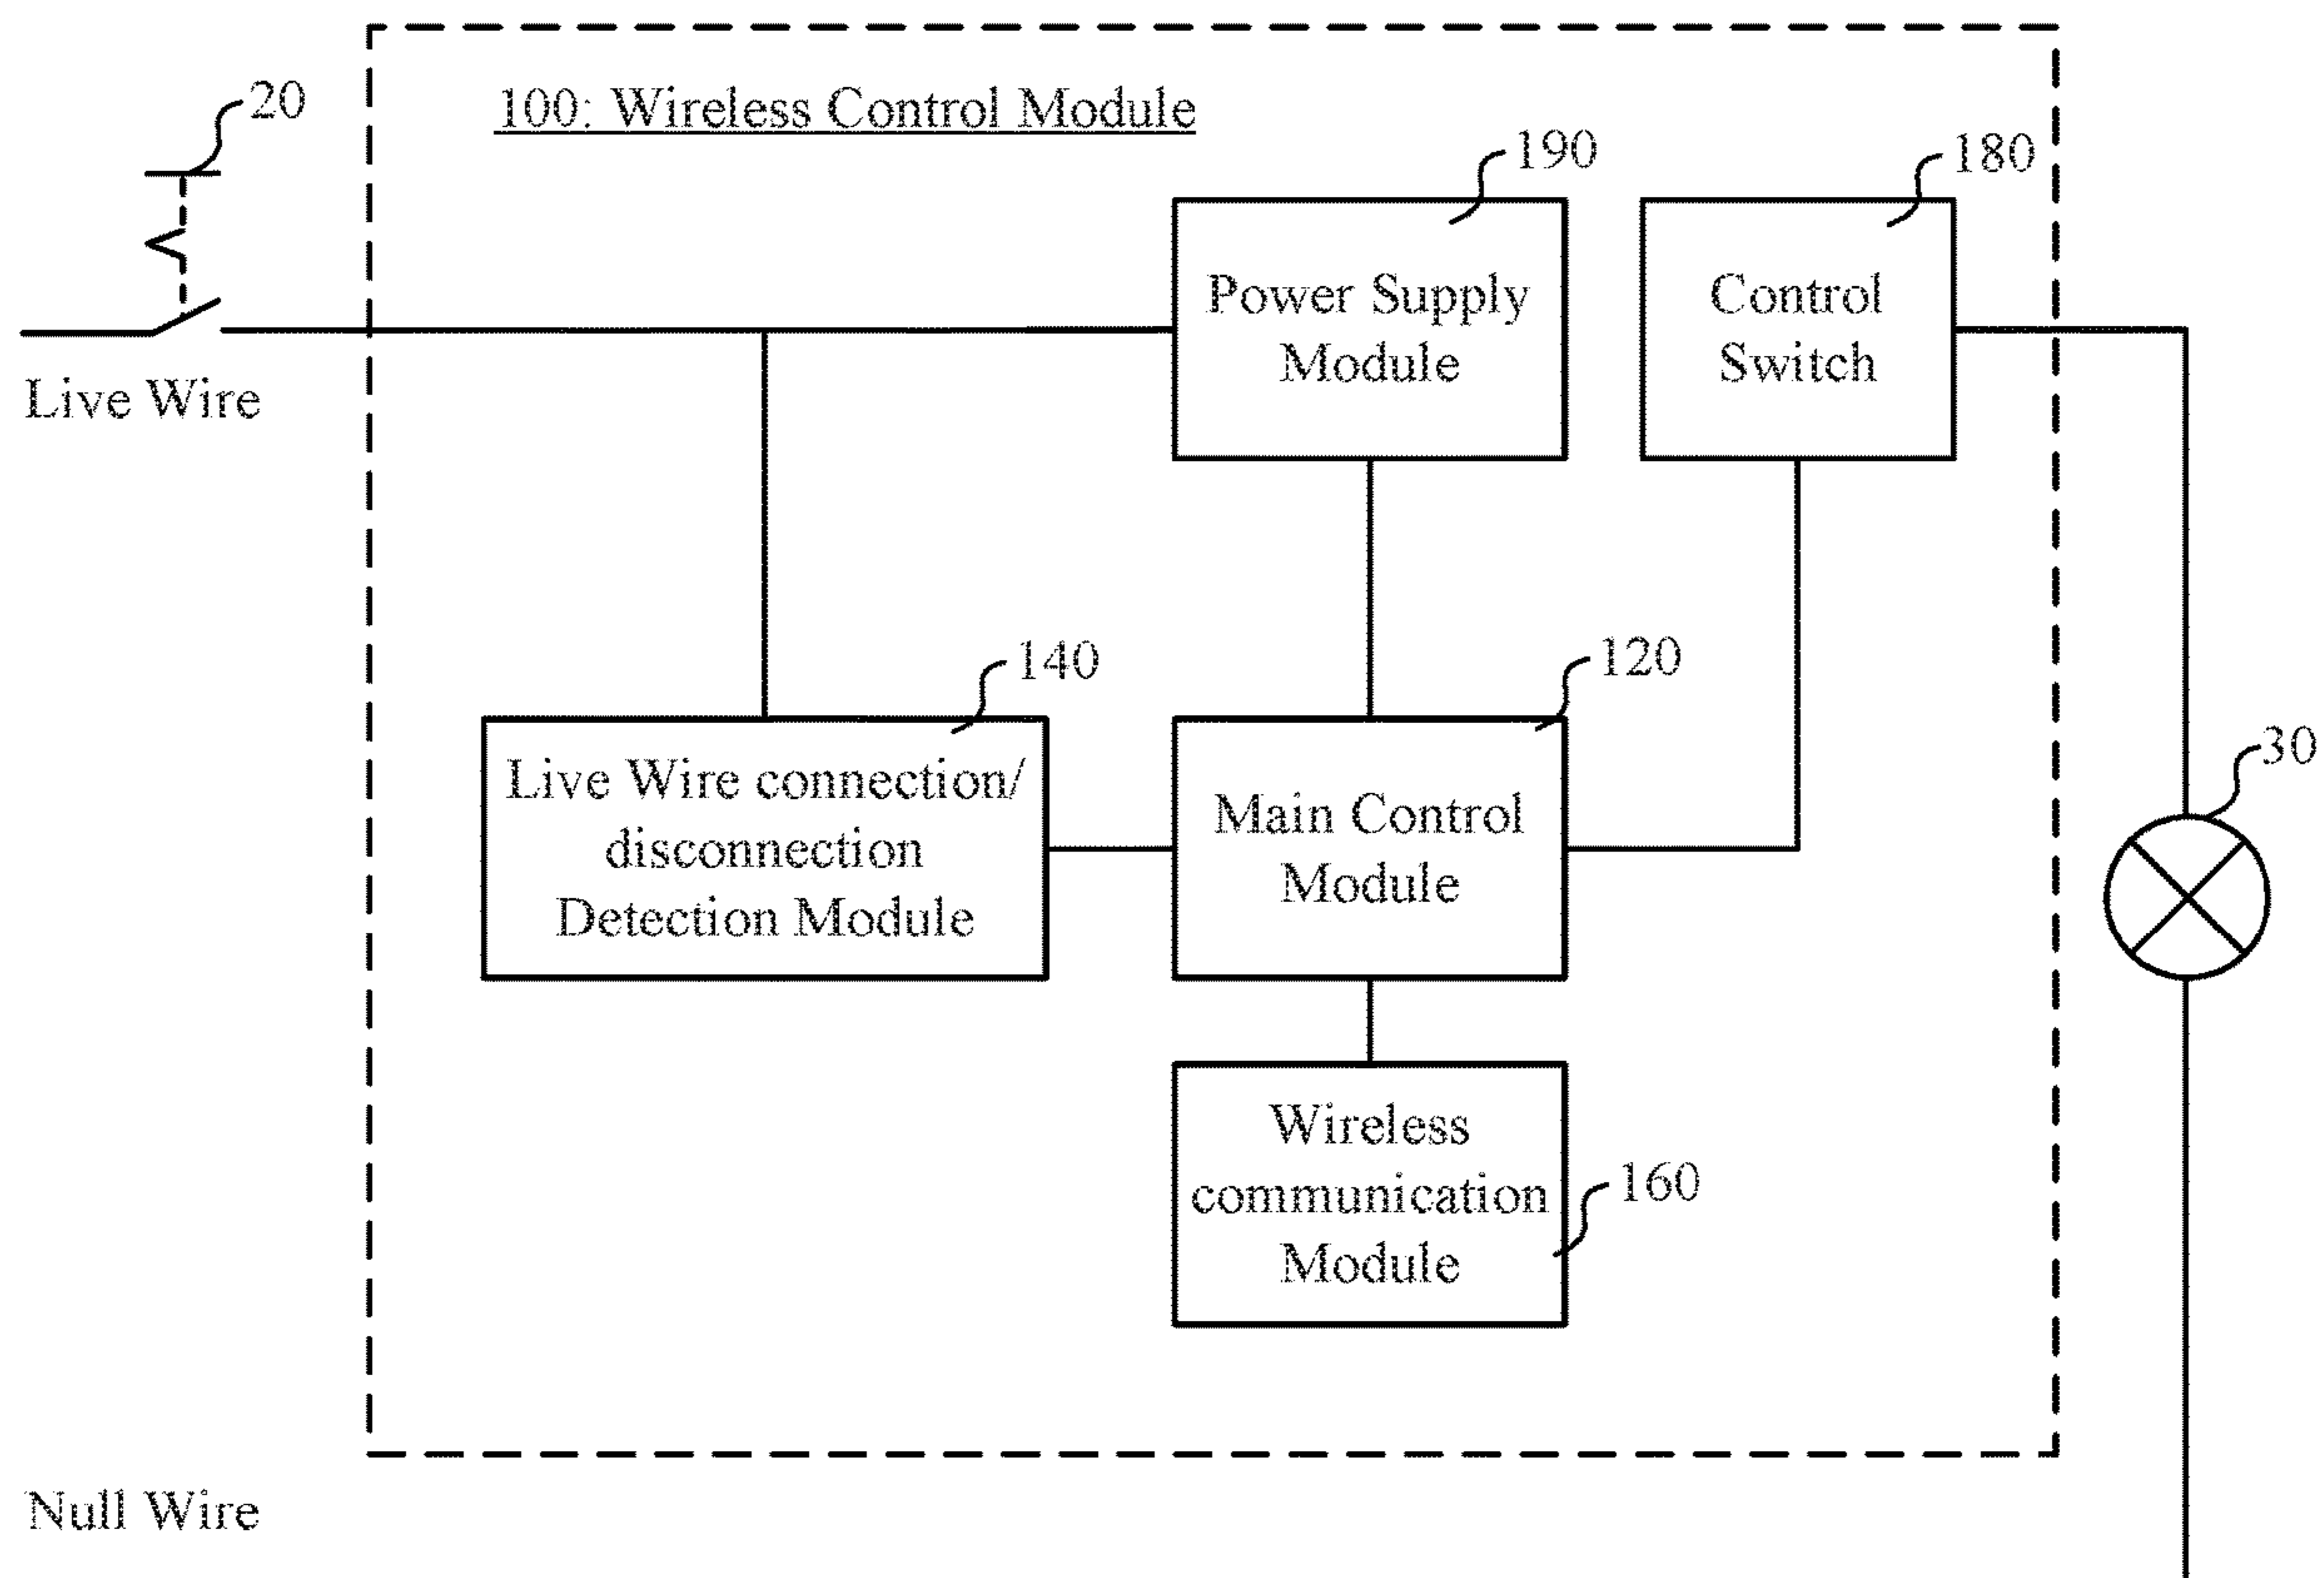 20
100: Wireless Control Module
190
180
Power Supply
Module
Control
Switch
Live Wire
140
120
30
Live Wire connection/
disconnection
Detection Module
Main Control
Module
Wireless
communication
Module
160
Null Wire